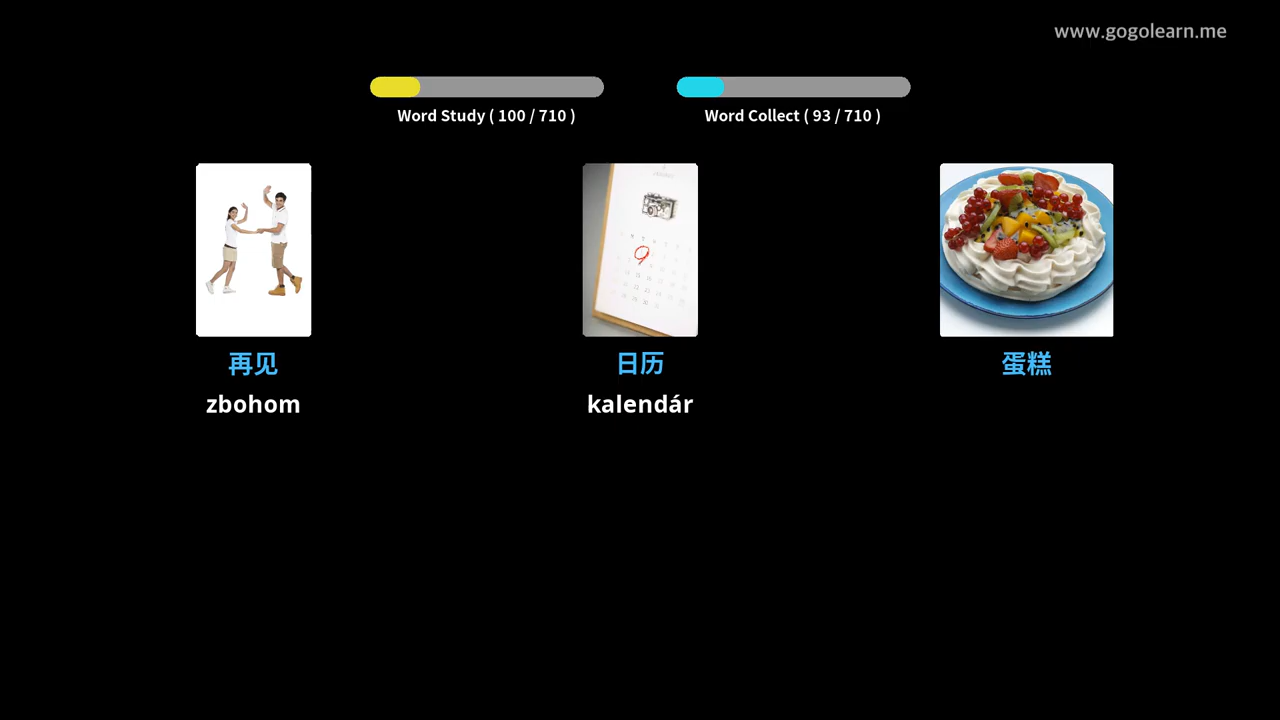 www.gogolearn.me
Word Study ( 100 / 710 )
Word Collect ( 93 / 710 )
再见
日历
蛋糕
zbohom
kalendár